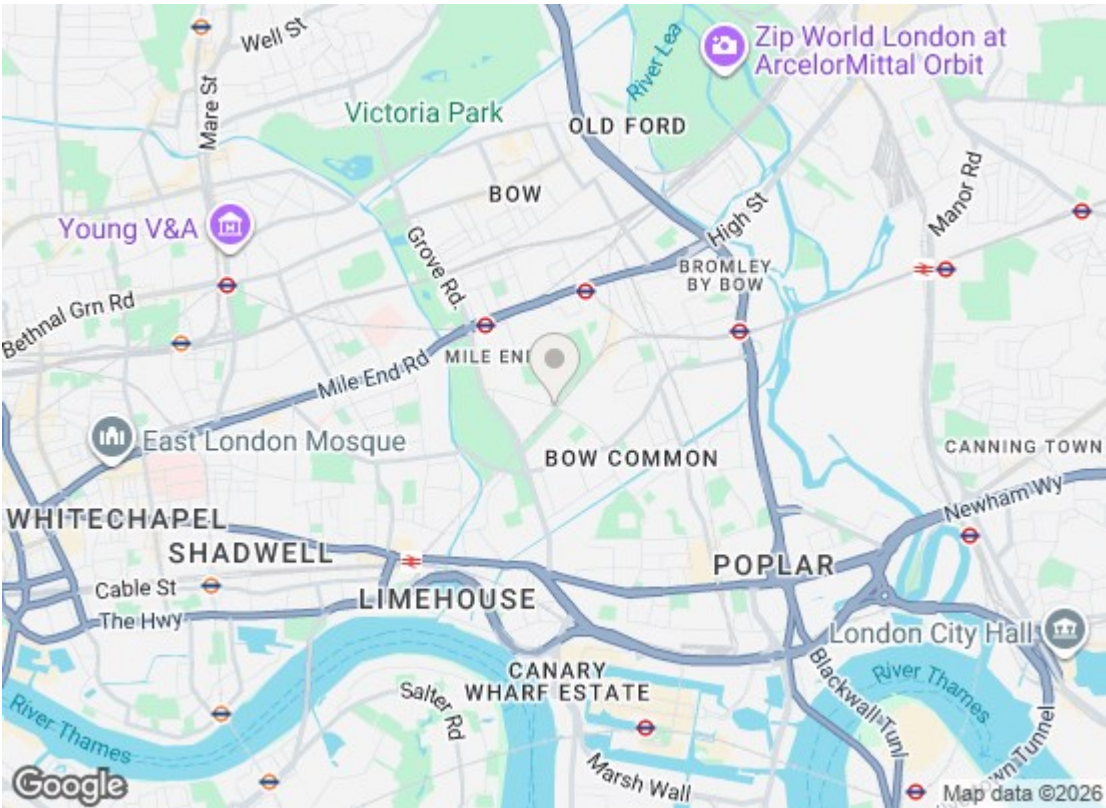 Well St
River Lea
Zip World London at
ArcelorMittal Orbit
Mare St
Victoria Park
OLD FORD
Manor Rd
BOW
Young V&A
Grove Rd.
High St
BROMLEY
BY BOW
Bethnal Grn Rd
MILE EN
Mile End Rd
East London Mosque
BOW COMMON
CANNING TOWN
Newham Wy
WHITECHAPEL
SHADWELL
POPLAR
Cable St
LIMEHOUSE
The Hwy
London City Hall
CANARY
WHARF ESTATE
Salter Rd
River Thames
River Thames
Blackwall Tunl
Marsh Wall
own Tunnel
Google
Map data ©2026